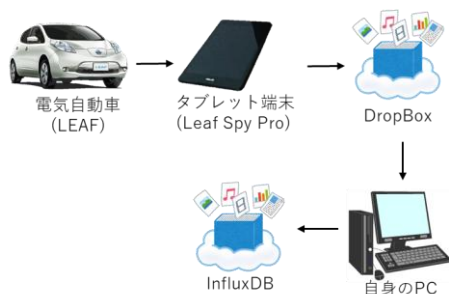 電気自動車
(LEAF)
タブレット端末
(Leaf Spy Pro)
DropBox
InfluxDB
自身のPC